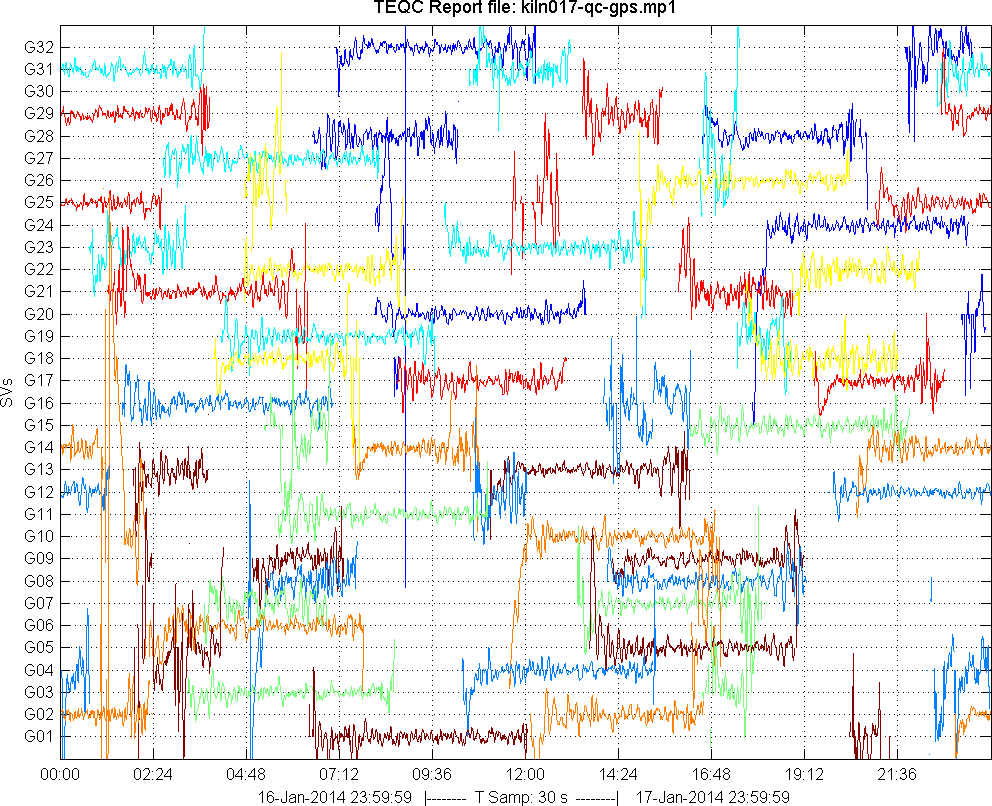 TEQC Report file: kiln017-qc-gps.mp1
G32
G31
G30
G29
G28
G27
G26
G25
G24
G23
G22
G21
G20
G19
G18
G17
G16
G15
G14
G13
G12
G11
G10
G09
G08
G07
G06
G05
G04
G03
G02
G01
SVs
00:00 02:24 04:48 07:12 09:36 12:00 14:24 16:48 19:12 21:36
16-Jan-2014 23:59:59 |-------- T Samp: 30 s --------| 17-Jan-2014 23:59:59